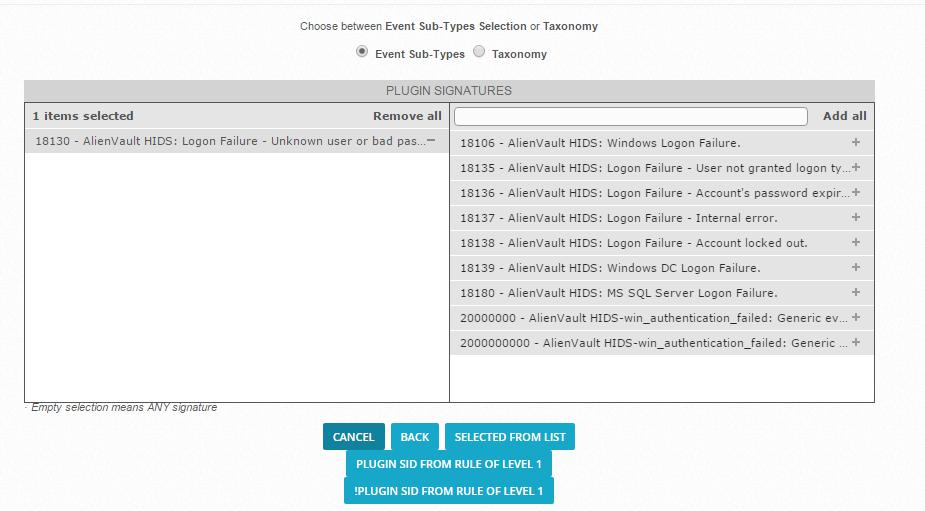 Choose between Event Sub-Types Selection or Taxonomy
Event Sub-Types Taxonomy
PLUGIN SIGNATURES
1 items selected Remove all
18130 - AlienVault HIDS: Logon Failure - Unknown user or bad pas...
Add all
18106 - AlienVault HIDS: Windows Logon Failure.
18135 - AlienVault HIDS: Logon Failure - User not granted logon ty...
18136 - AlienVault HIDS: Logon Failure - Account's password expir...
18137 - AlienVault HIDS: Logon Failure - Internal error.
18138 - AlienVault HIDS: Logon Failure - Account locked out.
18139 - AlienVault HIDS: Windows DC Logon Failure.
18180 - AlienVault HIDS: MS SQL Server Logon Failure.
20000000 - AlienVault HIDS-win_authentication_failed: Generic ev...
2000000000 - AlienVault HIDS-win_authentication_failed: Generic ...
· Empty selection means ANY signature
CANCEL BACK SELECTED FROM LIST
PLUGIN SID FROM RULE OF LEVEL 1
!PLUGIN SID FROM RULE OF LEVEL 1